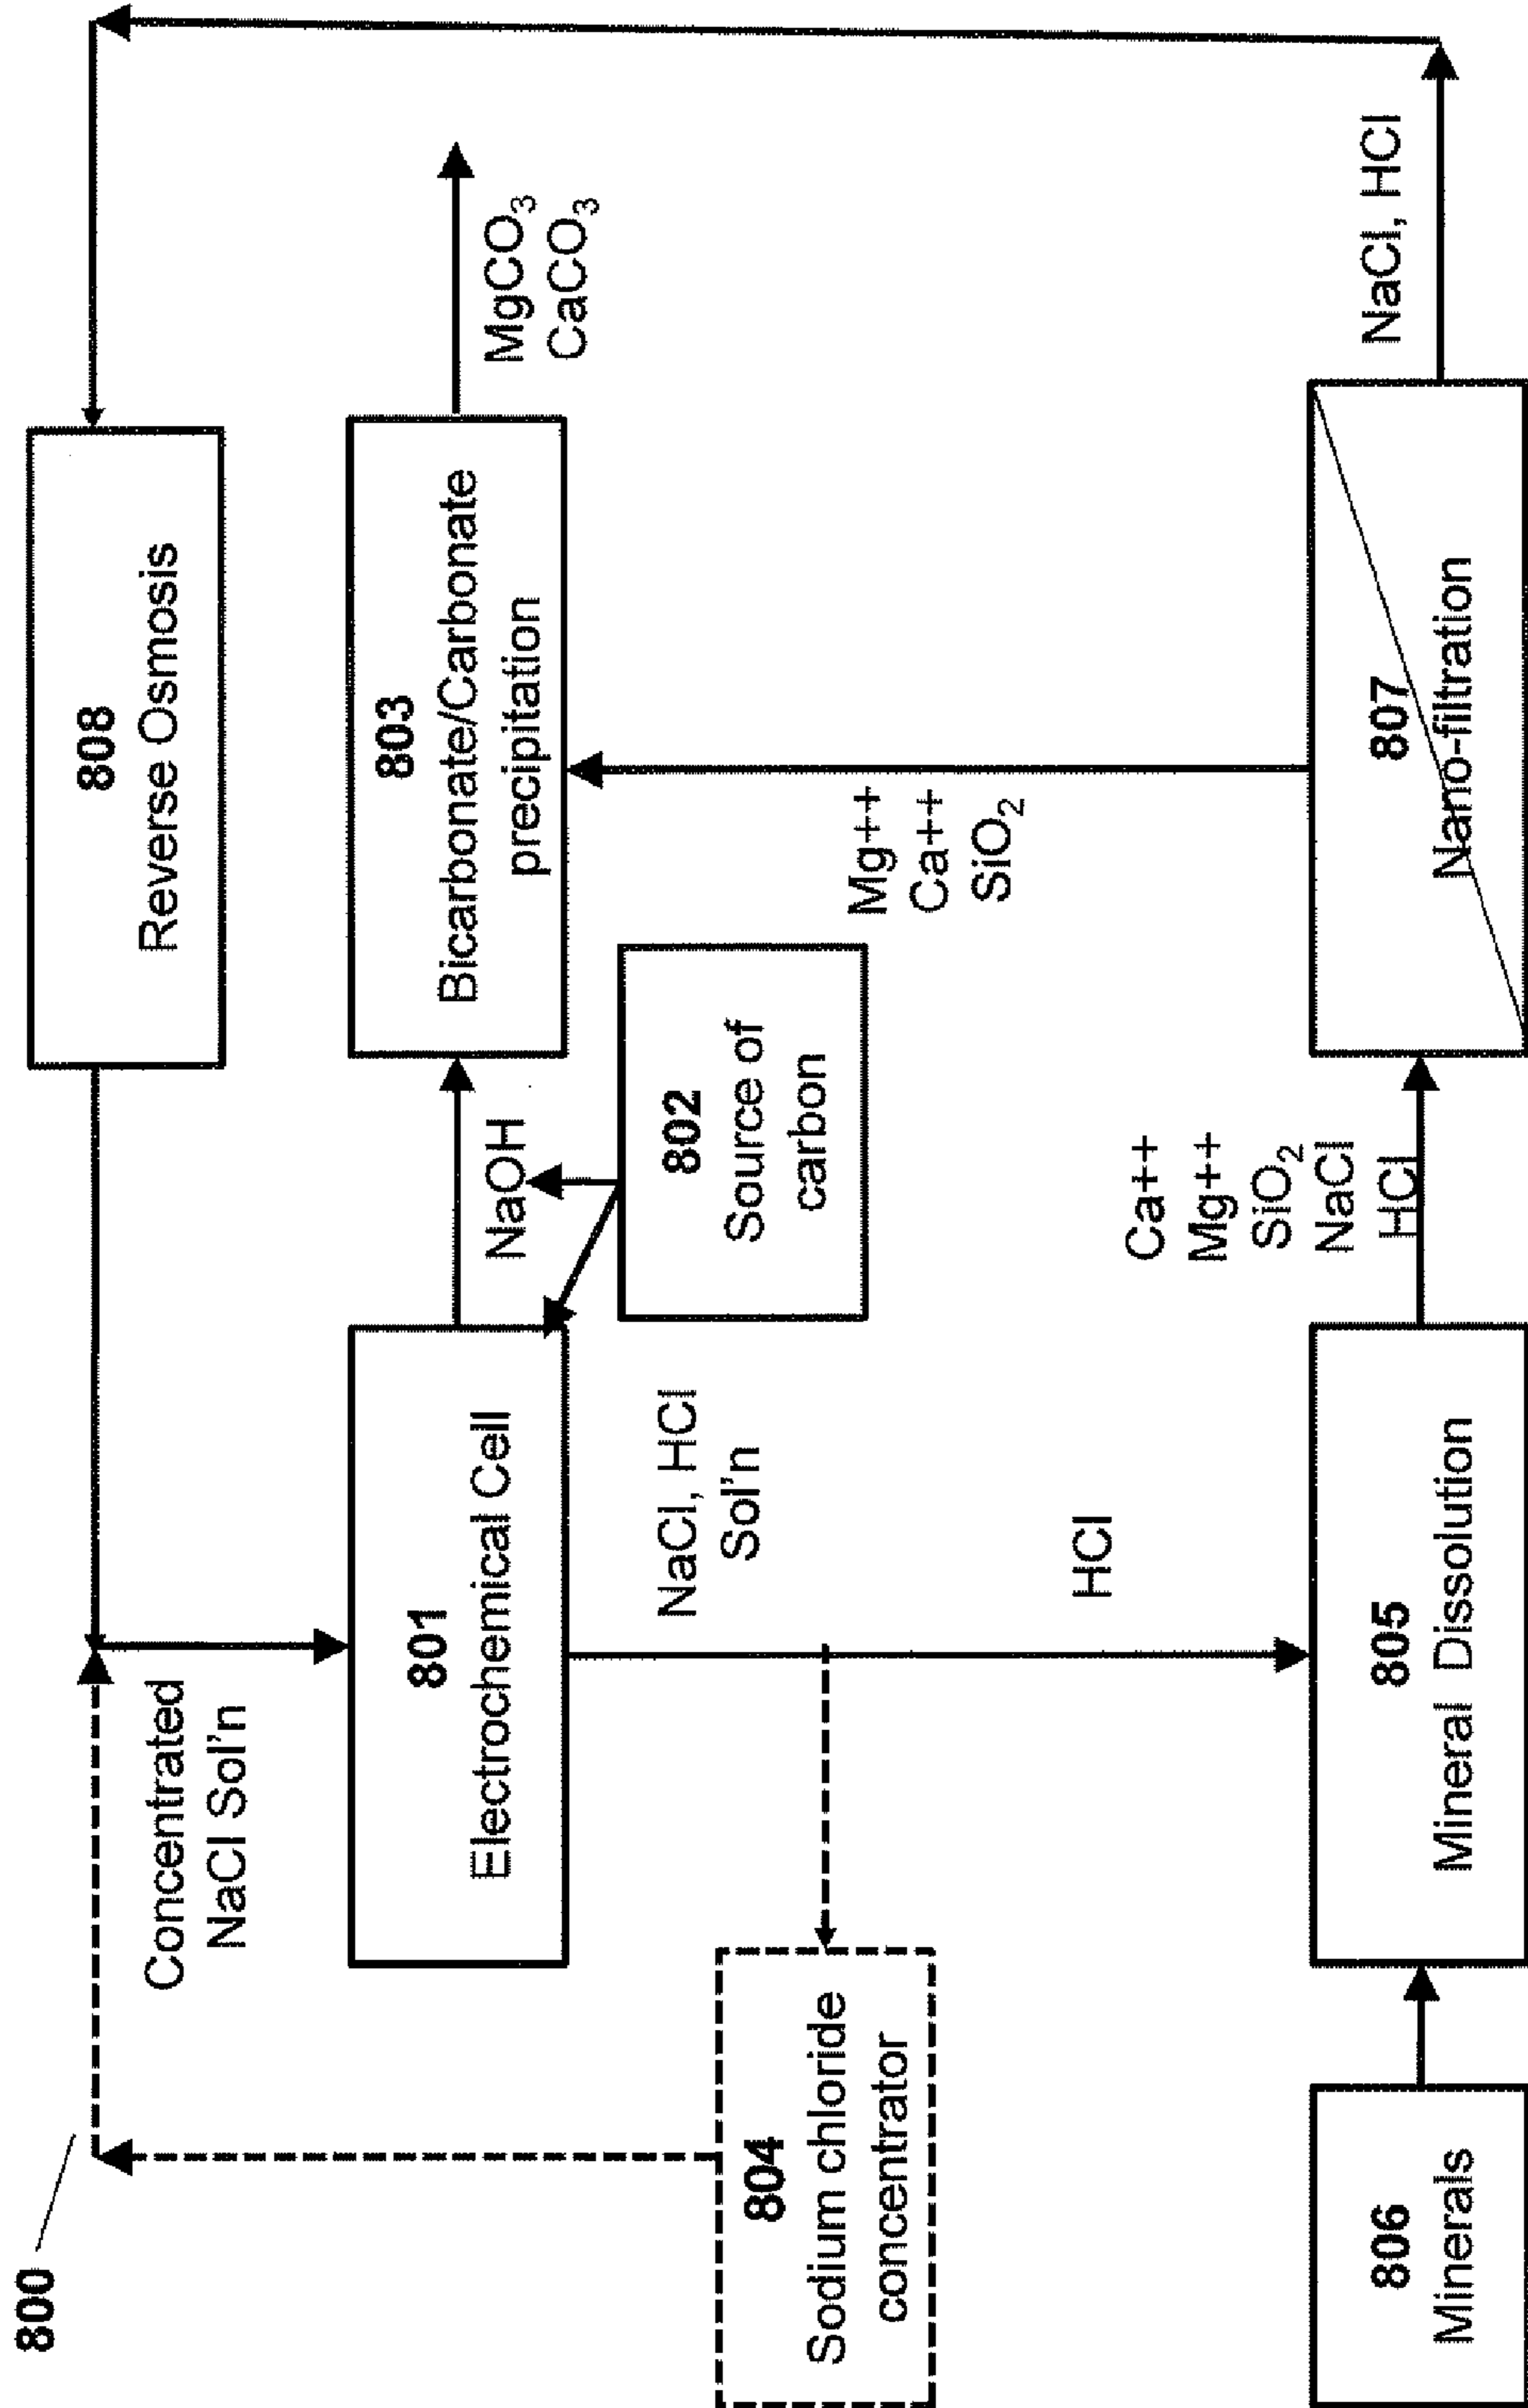 800
808
Reverse Osmosis
Concentrated
NaCl Sol'n
801
Electrochemical Cell
NaOH
803
Bicarbonate/Carbonate
precipitation
MgCO₃
CaCO₃
802
Source of
carbon
NaCl, HCl
Sol'n
804
Sodium chloride
concentrator
Mg++
Ca++
SiO₂
HCl
Ca++
Mg++
SiO₂
NaCl
HCl
806
Minerals
805
Mineral Dissolution
807
Nano-filtration
NaCl, HCl